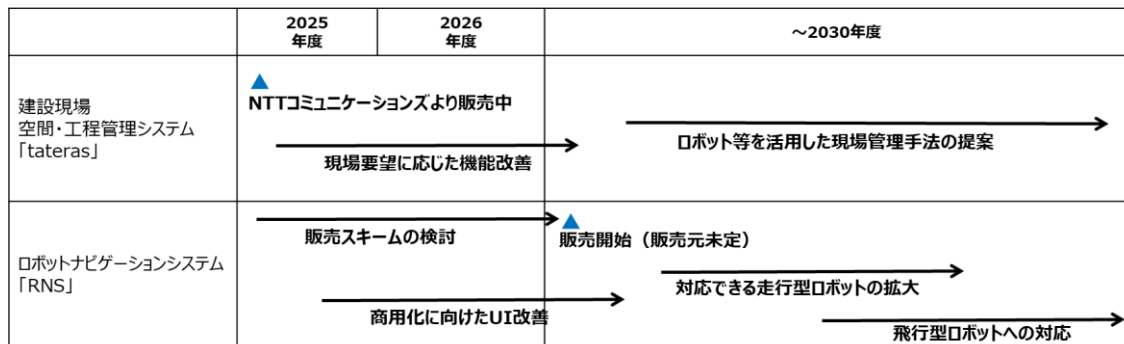 2025
年度
2026
年度
～2030年度
建設現場
空間・工程管理システム
「tateras」
NTTコミュニケーションズより販売中
現場要望に応じた機能改善
ロボット等を活用した現場管理手法の提案
ロボットナビゲーションシステム
「RNS」
販売スキームの検討
販売開始（販売元未定）
商用化に向けたUI改善
対応できる走行型ロボットの拡大
飛行型ロボットへの対応